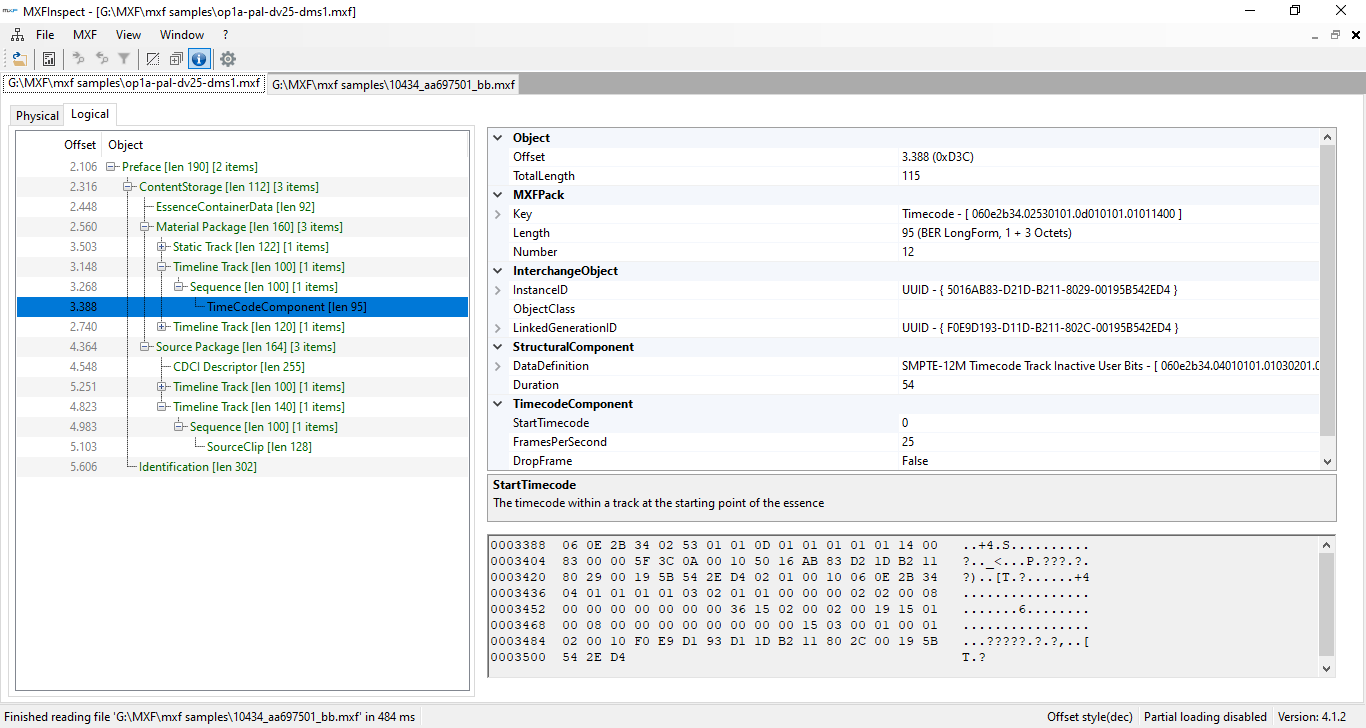 MXFInspect - [G:\MXF\mxf samples\op1a-pal-dv25-dms1.mxf]
File MXF View Window ?
G:\MXF\mxf samples\op1a-pal-dv25-dms1.mxf G:\MXF\mxf samples\10434_aa697501_bb.mxf
Physical Logical
Offset Object
2.106 Preface [len 190] [2 items]
2.316 ContentStorage [len 112] [3 items]
2.448 EssenceContainerData [len 92]
2.560 Material Package [len 160] [3 items]
3.503 Static Track [len 122] [1 items]
3.148 Timeline Track [len 100] [1 items]
3.268 Sequence [len 100] [1 items]
3.388 TimeCodeComponent [len 95]
2.740 Timeline Track [len 120] [1 items]
4.364 Source Package [len 164] [3 items]
4.548 CDCI Descriptor [len 255]
5.251 Timeline Track [len 100] [1 items]
4.823 Timeline Track [len 140] [1 items]
4.983 Sequence [len 100] [1 items]
5.103 SourceClip [len 128]
5.606 Identification [len 302]
Object
Offset 3.388 (0xD3C)
TotalLength 115
MXFPack
Key Timecode - [ 060e2b34.02530101.0d010101.01011400 ]
Length 95 (BER LongForm, 1 + 3 Octets)
Number 12
InterchangeObject
InstanceID UUID - { 5016AB83-D21D-B211-8029-00195B542ED4 }
ObjectClass
LinkedGenerationID UUID - { F0E9D193-D11D-B211-802C-00195B542ED4 }
StructuralComponent
DataDefinition SMPTE-12M Timecode Track Inactive User Bits - [ 060e2b34.04010101.01030201.0
Duration 54
TimecodeComponent
StartTimecode 0
FramesPerSecond 25
DropFrame False
StartTimecode
The timecode within a track at the starting point of the essence
0003388 06 0E 2B 34 02 53 01 01 0D 01 01 01 01 01 14 00 ..+4.S..........
0003404 83 00 00 5F 3C 0A 00 10 50 16 AB 83 D2 1D B2 11 ?.._<...P.???.?.
0003420 80 29 00 19 5B 54 2E D4 02 01 00 10 06 0E 2B 34 ?)..[T.?......+4
0003436 04 01 01 01 01 03 02 01 01 00 00 00 02 02 00 08 ................
0003452 00 00 00 00 00 00 00 36 15 02 00 02 00 19 15 01 .......6........
0003468 00 08 00 00 00 00 00 00 00 00 15 03 00 01 00 01 ................
0003484 02 00 10 F0 E9 D1 93 D1 1D B2 11 80 2C 00 19 5B ...?????.?.?,..[
0003500 54 2E D4 T.?
Finished reading file 'G:\MXF\mxf samples\10434_aa697501_bb.mxf' in 484 ms Offset style(dec) Partial loading disabled Version: 4.1.2